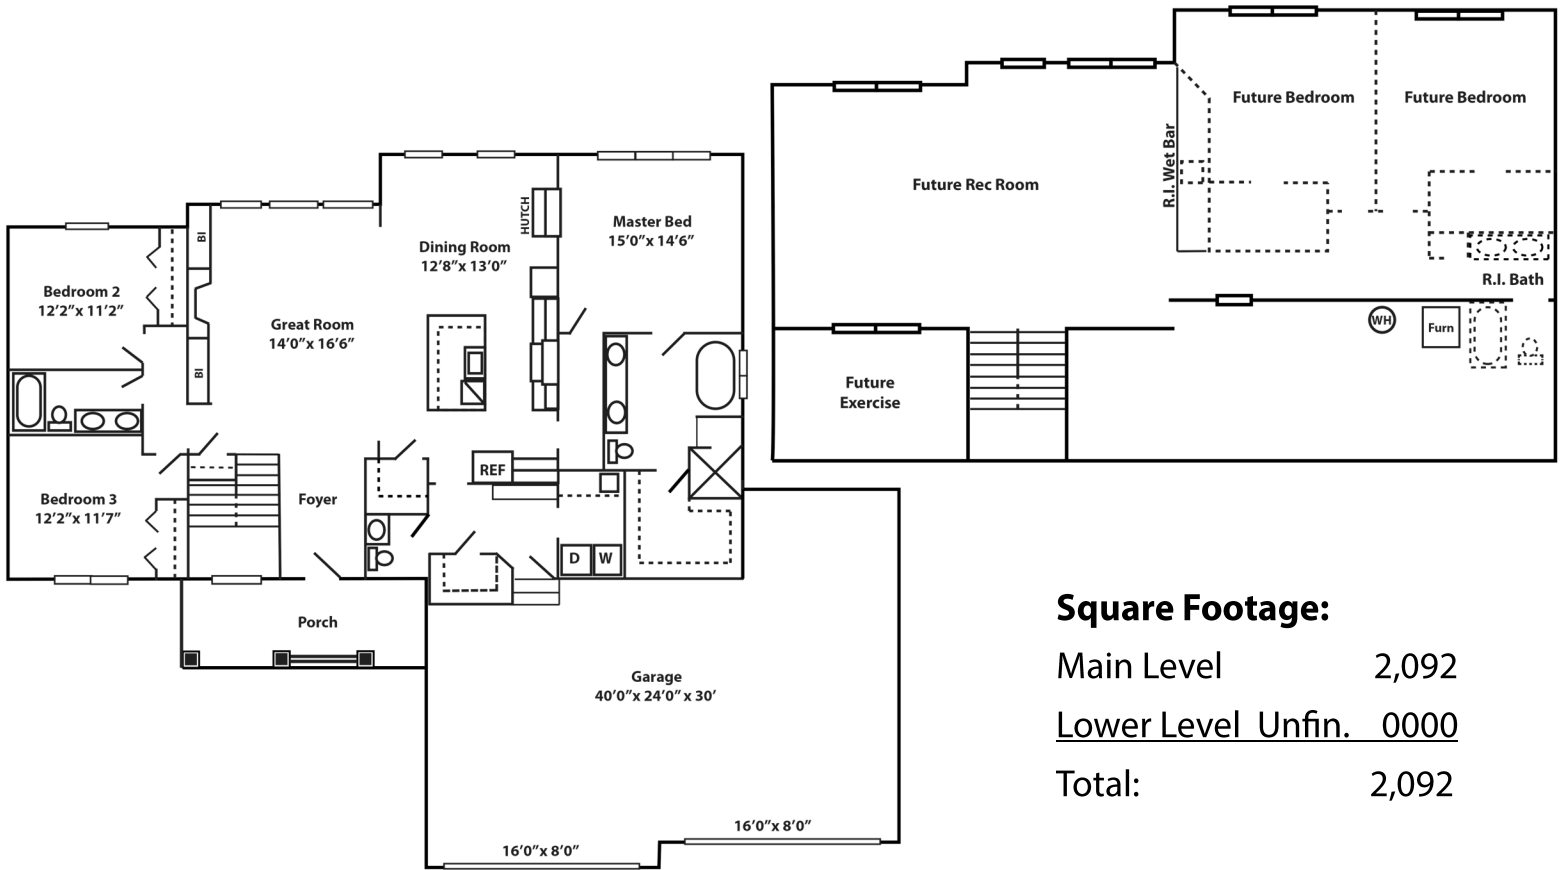 Bedroom 2
12’2”x 11’2”
BI
BI
Great Room
14’0”x 16’6”
Dining Room
12’8”x 13’0”
HUTCH
Master Bed
15’0”x 14’6”
Bedroom 3
12’2”x 11’7”
Foyer
REF
D
W
Porch
Garage
40’0”x 24’0”x 30’
16’0”x 8’0”
16’0”x 8’0”
Future Rec Room
R.I. Wet Bar
Future Bedroom
Future Bedroom
R.I. Bath
WH
Furn
Future
Exercise
Square Footage:
Main Level 2,092
Lower Level Unfin. 0000
Total: 2,092